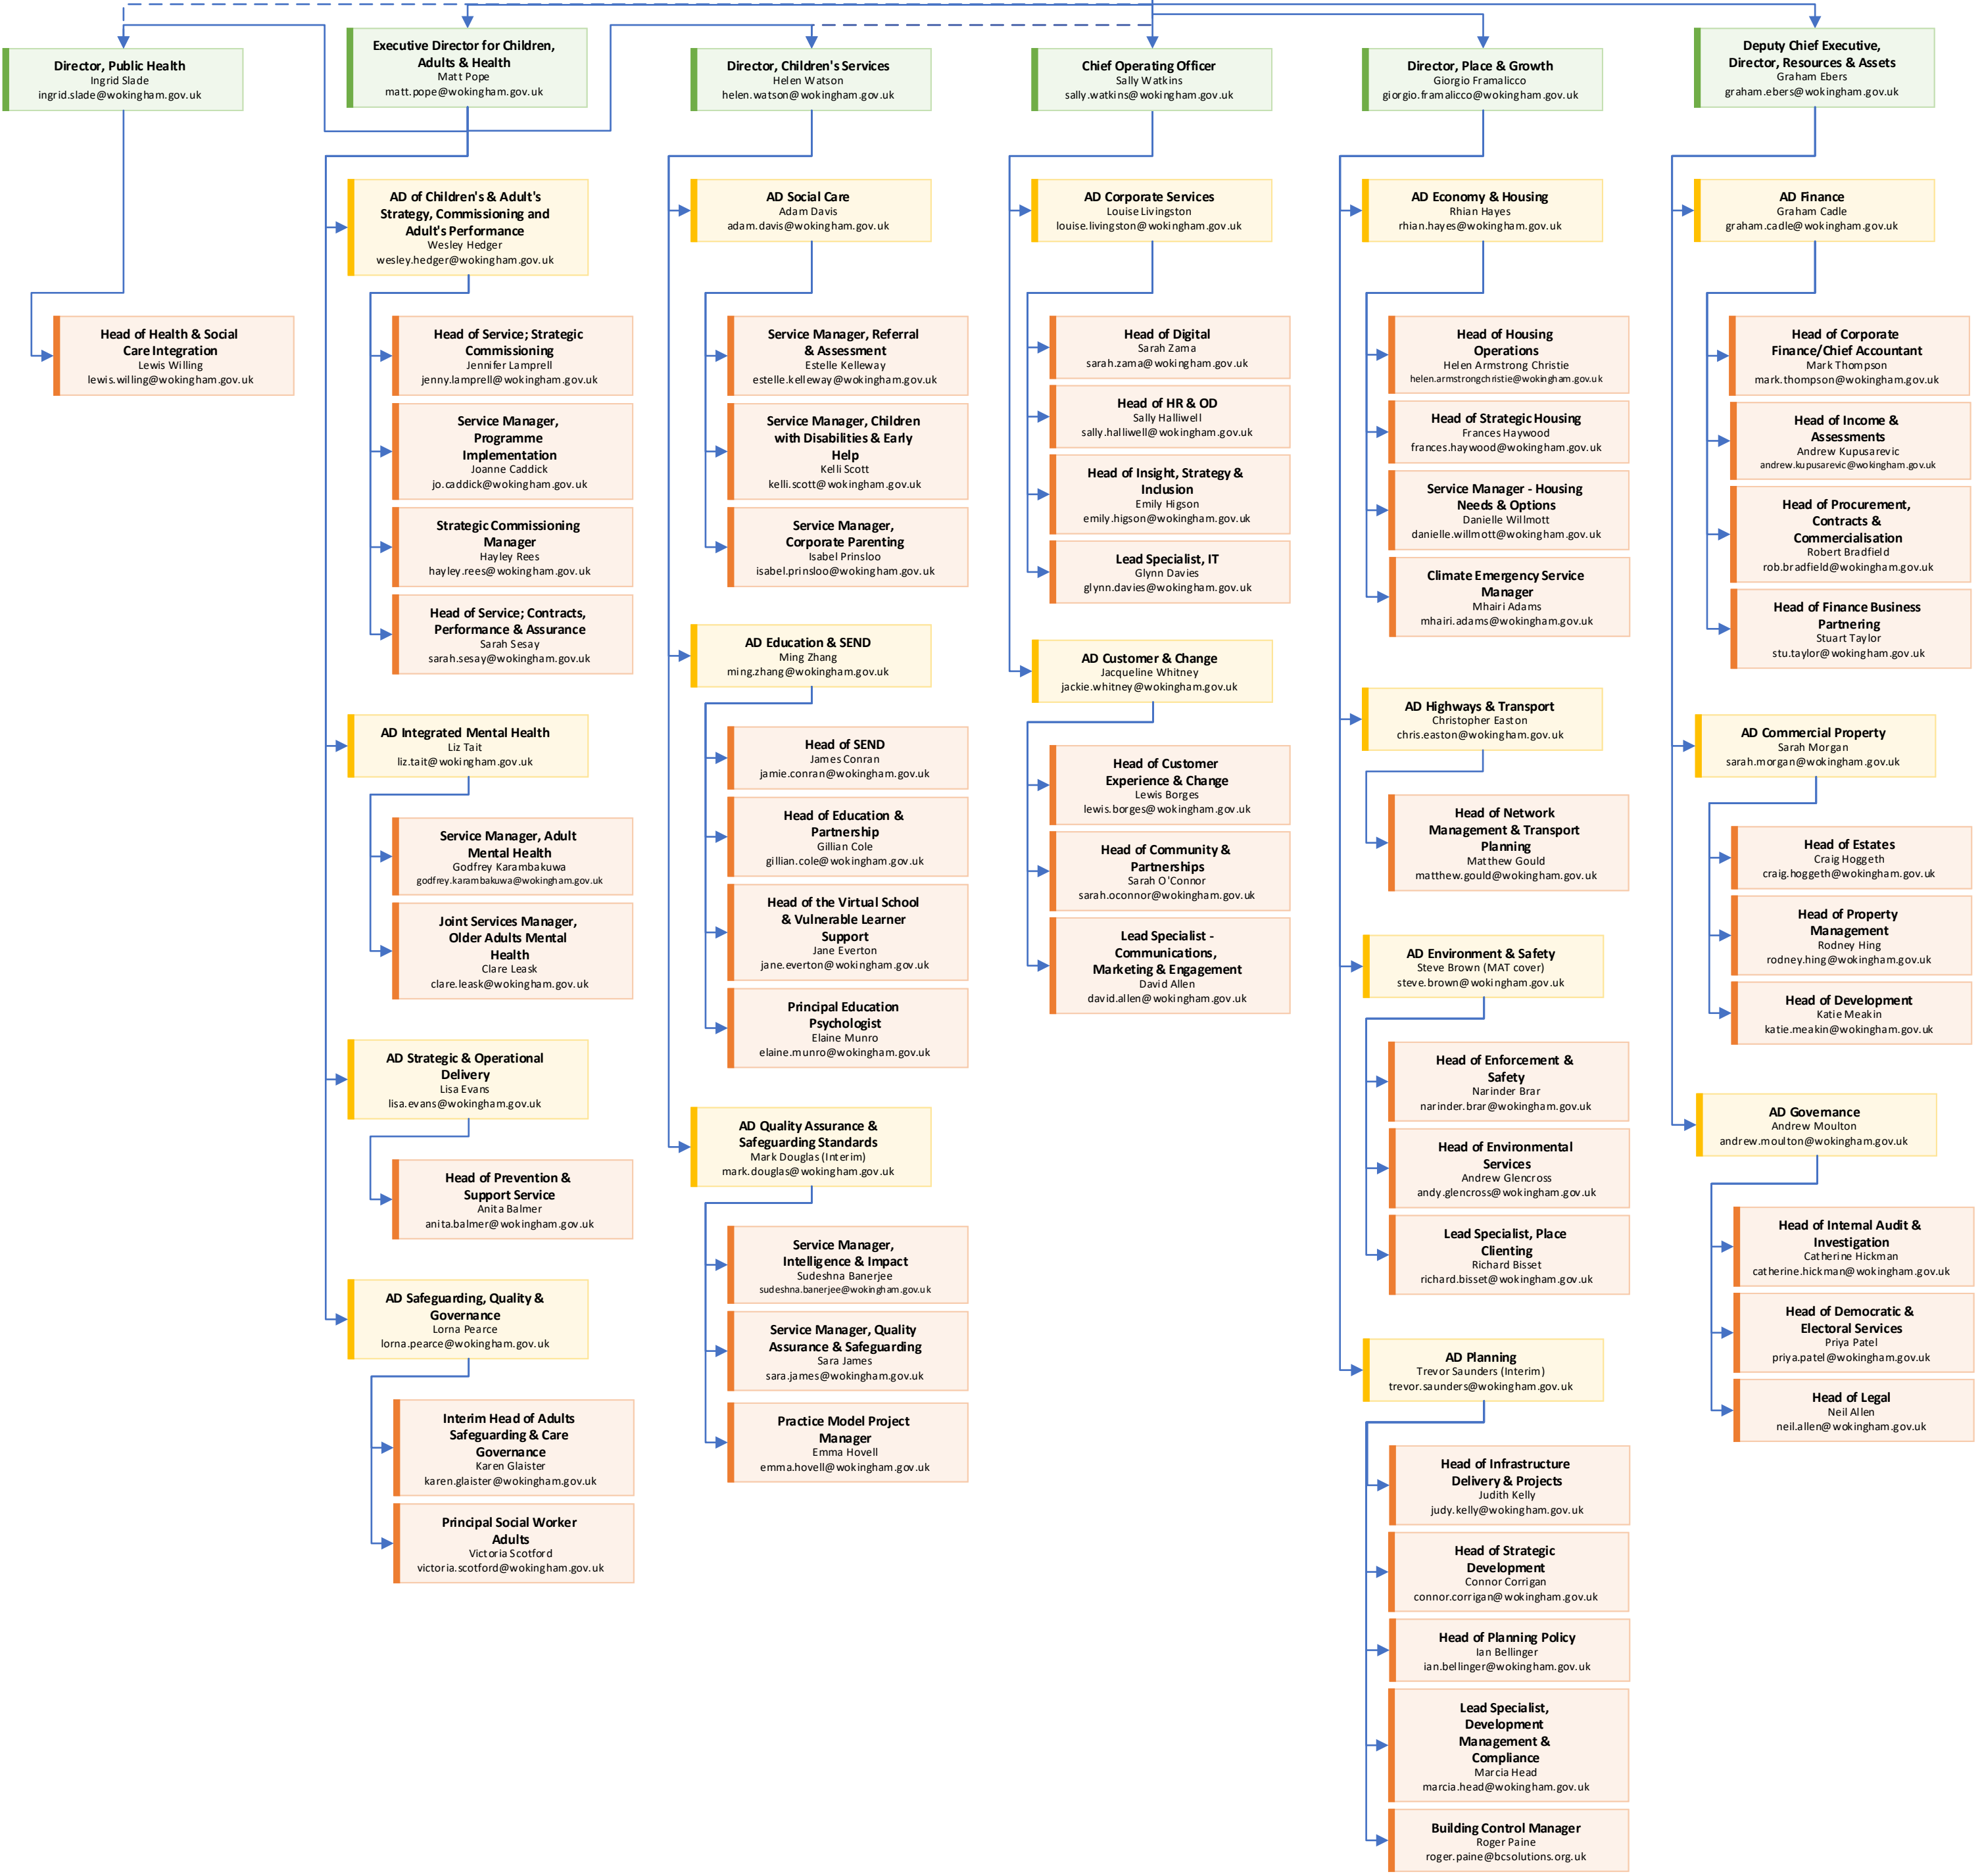 Director, Public Health
Ingrid Slade
ingrid.slade@wokingham.gov.uk
Executive Director for Children,
Adults & Health
Matt Pope
matt.pope@wokingham.gov.uk
Director, Children's Services
Helen Watson
helen.watson@wokingham.gov.uk
Chief Operating Officer
Sally Watkins
sally.watkins@wokingham.gov.uk
Director, Place & Growth
Giorgio Framalicco
giorgio.framalicco@wokingham.gov.uk
Deputy Chief Executive,
Director, Resources & Assets
Graham Ebers
graham.ebers@wokingham.gov.uk
Head of Health & Social
Care Integration
Lewis Willing
lewis.willing@wokingham.gov.uk
AD of Children's & Adult's
Strategy, Commissioning and
Adult's Performance
Wesley Hedger
wesley.hedger@wokingham.gov.uk
Head of Service; Strategic
Commissioning
Jennifer Lamprell
jenny.lamprell@wokingham.gov.uk
Service Manager,
Programme
Implementation
Joanne Caddick
jo.caddick@wokingham.gov.uk
Strategic Commissioning
Manager
Hayley Rees
hayley.rees@wokingham.gov.uk
Head of Service; Contracts,
Performance & Assurance
Sarah Sesay
sarah.sesay@wokingham.gov.uk
AD Integrated Mental Health
Liz Tait
liz.tait@wokingham.gov.uk
Service Manager, Adult
Mental Health
Godfrey Karambakuwa
godfrey.karambakuwa@wokingham.gov.uk
Joint Services Manager,
Older Adults Mental
Health
Clare Leask
clare.leask@wokingham.gov.uk
AD Strategic & Operational
Delivery
Lisa Evans
lisa.evans@wokingham.gov.uk
Head of Prevention &
Support Service
Anita Balmer
anita.balmer@wokingham.gov.uk
AD Safeguarding, Quality &
Governance
Lorna Pearce
lorna.pearce@wokingham.gov.uk
Interim Head of Adults
Safeguarding & Care
Governance
Karen Glaister
karen.glaister@wokingham.gov.uk
Principal Social Worker
Adults
Victoria Scotford
victoria.scotford@wokingham.gov.uk
AD Social Care
Adam Davis
adam.davis@wokingham.gov.uk
Service Manager, Referral
& Assessment
Estelle Kelleway
estelle.kelleway@wokingham.gov.uk
Service Manager, Children
with Disabilities & Early
Help
Kelli Scott
kelli.scott@wokingham.gov.uk
Service Manager,
Corporate Parenting
Isabel Prinsloo
isabel.prinsloo@wokingham.gov.uk
AD Education & SEND
Ming Zhang
ming.zhang@wokingham.gov.uk
Head of SEND
James Conran
jamie.conran@wokingham.gov.uk
Head of Education &
Partnership
Gillian Cole
gillian.cole@wokingham.gov.uk
Head of the Virtual School
& Vulnerable Learner
Support
Jane Everton
jane.everton@wokingham.gov.uk
Principal Education
Psychologist
Elaine Munro
elaine.munro@wokingham.gov.uk
AD Quality Assurance &
Safeguarding Standards
Mark Douglas (Interim)
mark.douglas@wokingham.gov.uk
Service Manager,
Intelligence & Impact
Sudeshna Banerjee
sudeshna.banerjee@wokingham.gov.uk
Service Manager, Quality
Assurance & Safeguarding
Sara James
sara.james@wokingham.gov.uk
Practice Model Project
Manager
Emma Hovell
emma.hovell@wokingham.gov.uk
AD Corporate Services
Louise Livingston
louise.livingston@wokingham.gov.uk
Head of Digital
Sarah Zama
sarah.zama@wokingham.gov.uk
Head of HR & OD
Sally Halliwell
sally.halliwell@wokingham.gov.uk
Head of Insight, Strategy &
Inclusion
Emily Higson
emily.higson@wokingham.gov.uk
Lead Specialist, IT
Glynn Davies
glynn.davies@wokingham.gov.uk
AD Customer & Change
Jacqueline Whitney
jackie.whitney@wokingham.gov.uk
Head of Customer
Experience & Change
Lewis Borges
lewis.borges@wokingham.gov.uk
Head of Community &
Partnerships
Sarah O'Connor
sarah.oconnor@wokingham.gov.uk
Lead Specialist -
Communications,
Marketing & Engagement
David Allen
david.allen@wokingham.gov.uk
AD Economy & Housing
Rhian Hayes
rhian.hayes@wokingham.gov.uk
Head of Housing
Operations
Helen Armstrong Christie
helen.armstrongchristie@wokingham.gov.uk
Head of Strategic Housing
Frances Haywood
frances.haywood@wokingham.gov.uk
Service Manager - Housing
Needs & Options
Danielle Willmott
danielle.willmott@wokingham.gov.uk
Climate Emergency Service
Manager
Mhairi Adams
mhairi.adams@wokingham.gov.uk
AD Highways & Transport
Christopher Easton
chris.easton@wokingham.gov.uk
Head of Network
Management & Transport
Planning
Matthew Gould
matthew.gould@wokingham.gov.uk
AD Environment & Safety
Steve Brown (MAT cover)
steve.brown@wokingham.gov.uk
Head of Enforcement &
Safety
Narinder Brar
narinder.brar@wokingham.gov.uk
Head of Environmental
Services
Andrew Glencross
andy.glencross@wokingham.gov.uk
Lead Specialist, Place
Clienting
Richard Bisset
richard.bisset@wokingham.gov.uk
AD Planning
Trevor Saunders (Interim)
trevor.saunders@wokingham.gov.uk
Head of Infrastructure
Delivery & Projects
Judith Kelly
judy.kelly@wokingham.gov.uk
Head of Strategic
Development
Connor Corrigan
connor.corrigan@wokingham.gov.uk
Head of Planning Policy
Ian Bellinger
ian.bellinger@wokingham.gov.uk
Lead Specialist,
Development
Management &
Compliance
Marcia Head
marcia.head@wokingham.gov.uk
Building Control Manager
Roger Paine
roger.paine@bcsolutions.org.uk
AD Finance
Graham Cadle
graham.cadle@wokingham.gov.uk
Head of Corporate
Finance/Chief Accountant
Mark Thompson
mark.thompson@wokingham.gov.uk
Head of Income &
Assessments
Andrew Kupusarevic
andrew.kupusarevic@wokingham.gov.uk
Head of Procurement,
Contracts &
Commercialisation
Robert Bradfield
rob.bradfield@wokingham.gov.uk
Head of Finance Business
Partnering
Stuart Taylor
stu.taylor@wokingham.gov.uk
AD Commercial Property
Sarah Morgan
sarah.morgan@wokingham.gov.uk
Head of Estates
Craig Hoggeth
craig.hoggeth@wokingham.gov.uk
Head of Property
Management
Rodney Hing
rodney.hing@wokingham.gov.uk
Head of Development
Katie Meakin
katie.meakin@wokingham.gov.uk
AD Governance
Andrew Moulton
andrew.moulton@wokingham.gov.uk
Head of Internal Audit &
Investigation
Catherine Hickman
catherine.hickman@wokingham.gov.uk
Head of Democratic &
Electoral Services
Priya Patel
priya.patel@wokingham.gov.uk
Head of Legal
Neil Allen
neil.allen@wokingham.gov.uk